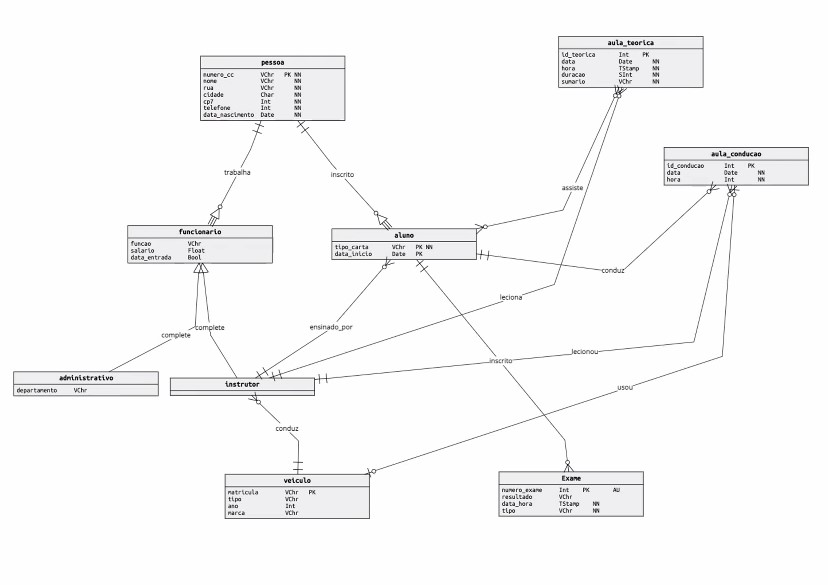 aula_teorica
id_teorica Int PK
data Date NN
hora TStamp NN
duracao SInt NN
sumario VChr NN
pessoa
numero_cc VChr PK NN
nome VChr NN
rua VChr NN
cidade Char NN
cp7 Int NN
telefone Int NN
data_nascimento Date NN
aula_conducao
id_conducao Int PK
data Date NN
hora Int NN
trabalha
inscrito
assiste
funcionario
funcao VChr
salario Float
data_entrada Bool
aluno
tipo_carta VChr PK NN
data_inicio Date PK
conduz
leciona
complete
complete
ensinado_por
inscrito
lecionou
administrativo
departamento VChr
instrutor
usou
conduz
veiculo
matricula VChr PK
tipo VChr
ano Int
marca VChr
Exame
numero_exame Int PK AU
resultado VChr
data_hora TStamp NN
tipo VChr NN